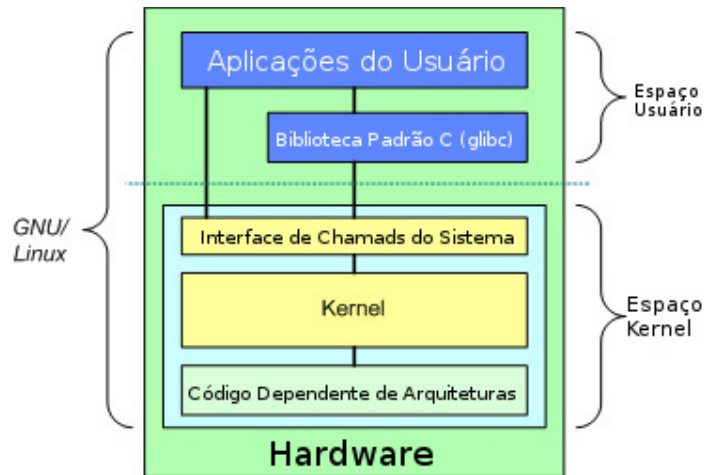 Aplicações do Usuário
Espaço
Usuário
Biblioteca Padrão C (glibc)
GNU/
Linux
Interface de Chamads do Sistema
Kernel
Espaço
Kernel
Código Dependente de Arquiteturas
Hardware